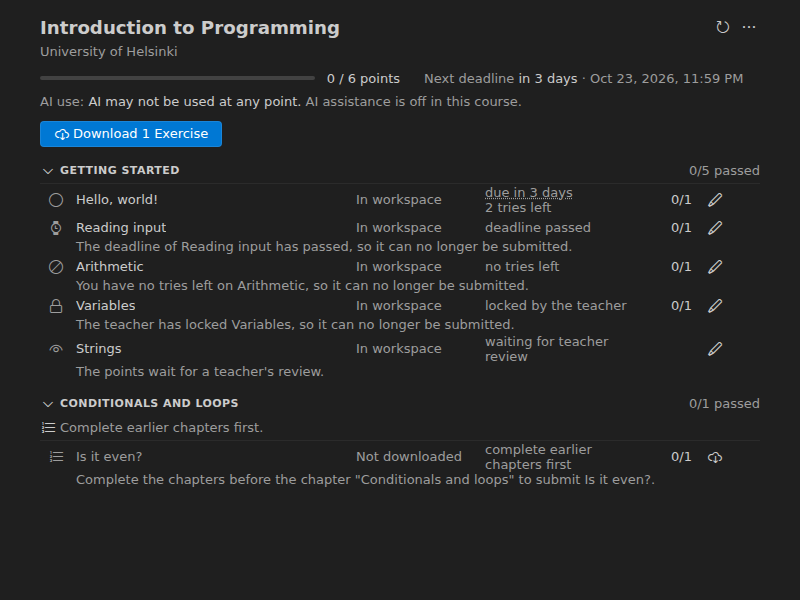 Introduction to Programming
University of Helsinki
0 / 6 points Next deadline in 3 days · Oct 23, 2026, 11:59 PM
AI use: AI may not be used at any point. AI assistance is off in this course.
Download 1 Exercise
GETTING STARTED 0/5 passed
Hello, world! In workspace due in 3 days 0/1
2 tries left
Reading input In workspace deadline passed 0/1
The deadline of Reading input has passed, so it can no longer be submitted.
Arithmetic In workspace no tries left 0/1
You have no tries left on Arithmetic, so it can no longer be submitted.
Variables In workspace locked by the teacher 0/1
The teacher has locked Variables, so it can no longer be submitted.
Strings In workspace waiting for teacher
review
The points wait for a teacher's review.
CONDITIONALS AND LOOPS 0/1 passed
Complete earlier chapters first.
Is it even? Not downloaded complete earlier 0/1
chapters first
Complete the chapters before the chapter "Conditionals and loops" to submit Is it even?.